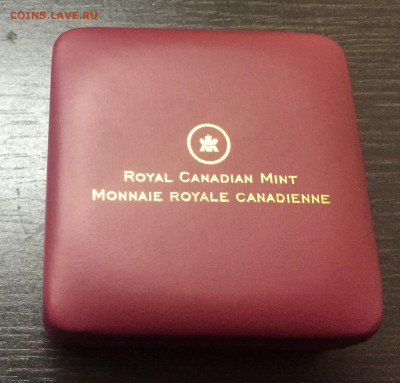 COINS.LAVE.RU
ROYAL CANADIAN MINT
MONNAIE ROYALE CANADIENNE